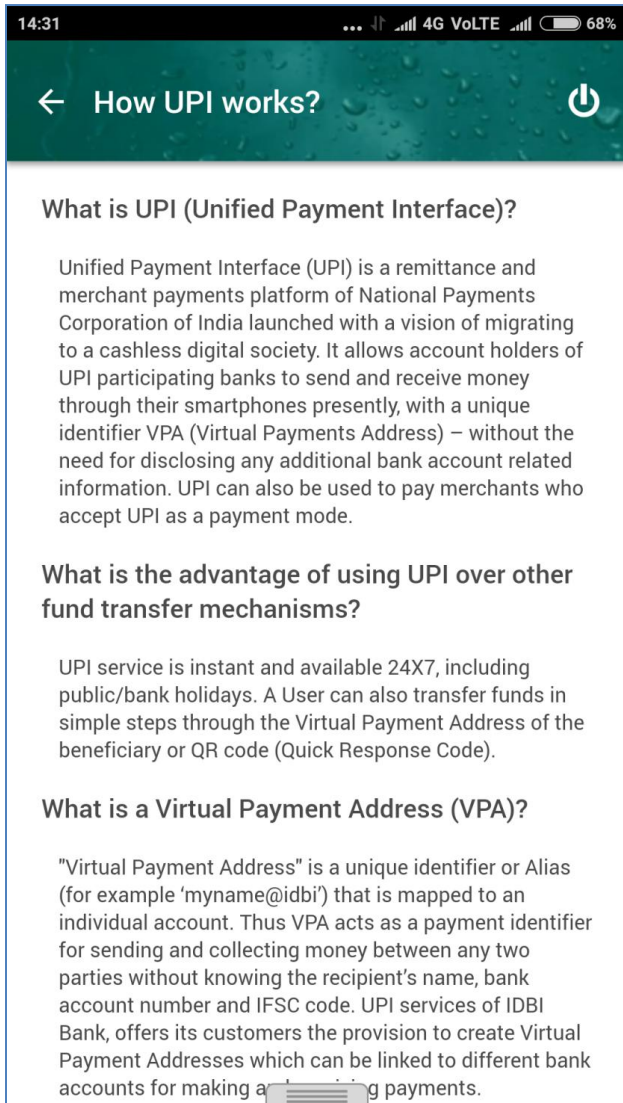 14:31 ... 4G VoLTE 68%
How UPI works?
What is UPI (Unified Payment Interface)?
Unified Payment Interface (UPI) is a remittance and
merchant payments platform of National Payments
Corporation of India launched with a vision of migrating
to a cashless digital society. It allows account holders of
UPI participating banks to send and receive money
through their smartphones presently, with a unique
identifier VPA (Virtual Payments Address) – without the
need for disclosing any additional bank account related
information. UPI can also be used to pay merchants who
accept UPI as a payment mode.
What is the advantage of using UPI over other
fund transfer mechanisms?
UPI service is instant and available 24X7, including
public/bank holidays. A User can also transfer funds in
simple steps through the Virtual Payment Address of the
beneficiary or QR code (Quick Response Code).
What is a Virtual Payment Address (VPA)?
"Virtual Payment Address" is a unique identifier or Alias
(for example ‘myname@idbi’) that is mapped to an
individual account. Thus VPA acts as a payment identifier
for sending and collecting money between any two
parties without knowing the recipient’s name, bank
account number and IFSC code. UPI services of IDBI
Bank, offers its customers the provision to create Virtual
Payment Addresses which can be linked to different bank
accounts for making payments.